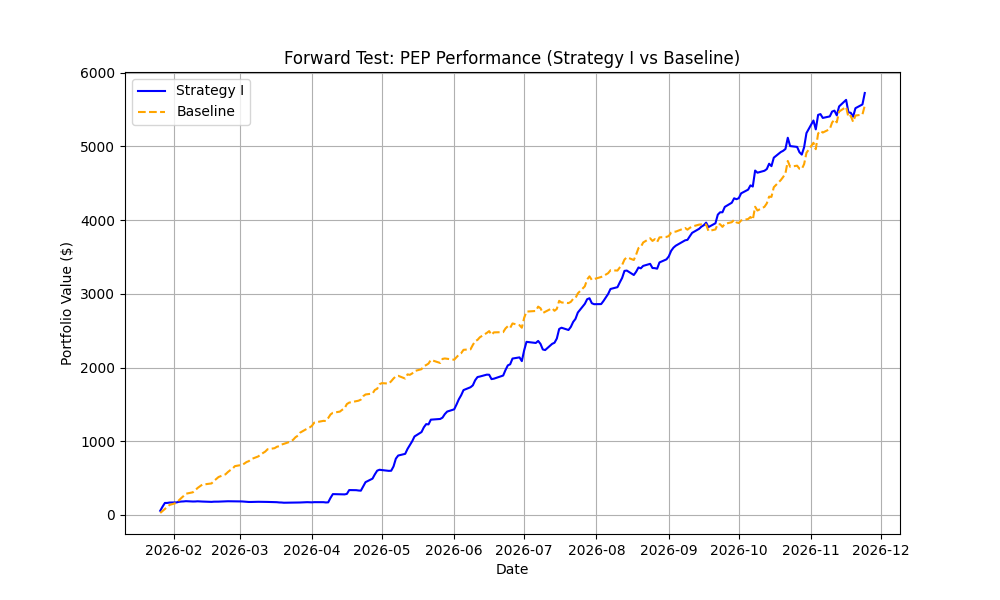 Forward Test: PEP Performance (Strategy I vs Baseline)
Strategy I
Baseline
Portfolio Value ($)
6000
5000
4000
3000
2000
1000
0
2026-02 2026-03 2026-04 2026-05 2026-06 2026-07 2026-08 2026-09 2026-10 2026-11 2026-12
Date